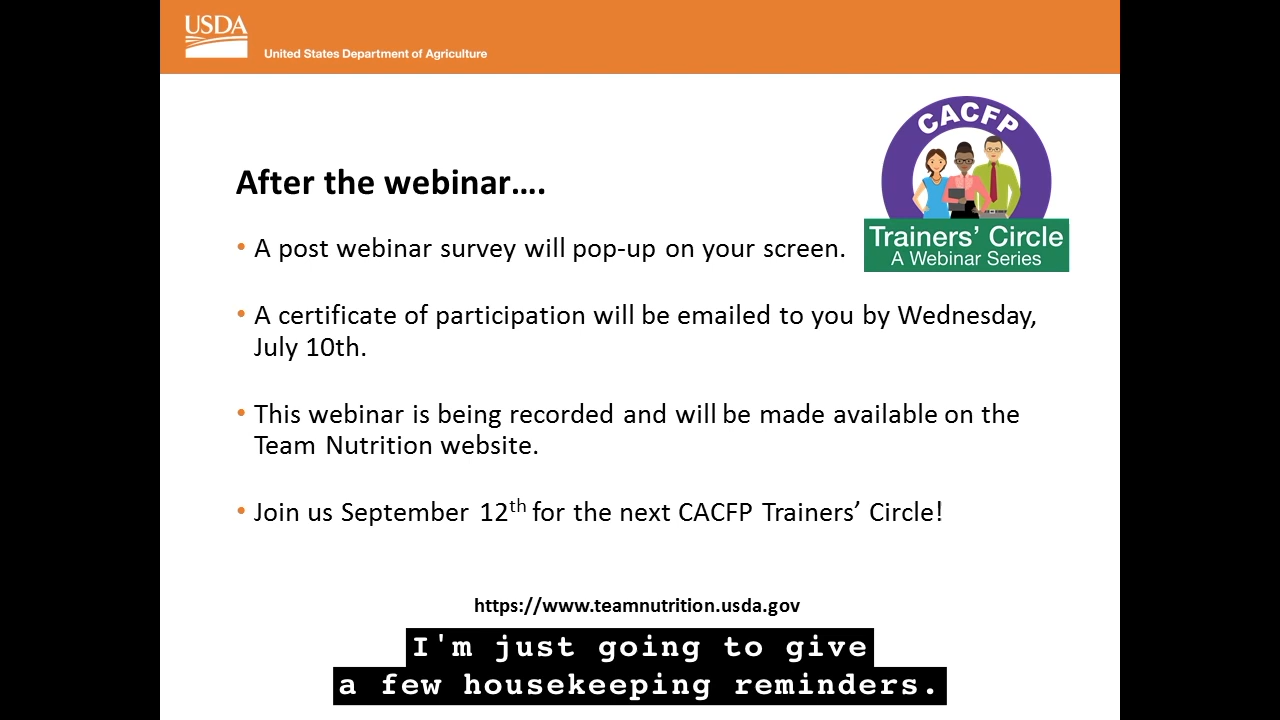 USDA
United States Department of Agriculture
CACFP
Trainers’ Circle
A Webinar Series
After the webinar….
• A post webinar survey will pop-up on your screen.
• A certificate of participation will be emailed to you by Wednesday,
July 10th.
• This webinar is being recorded and will be made available on the
Team Nutrition website.
• Join us September 12th for the next CACFP Trainers’ Circle!
https://www.teamnutrition.usda.gov
I'm just going to give
a few housekeeping reminders.